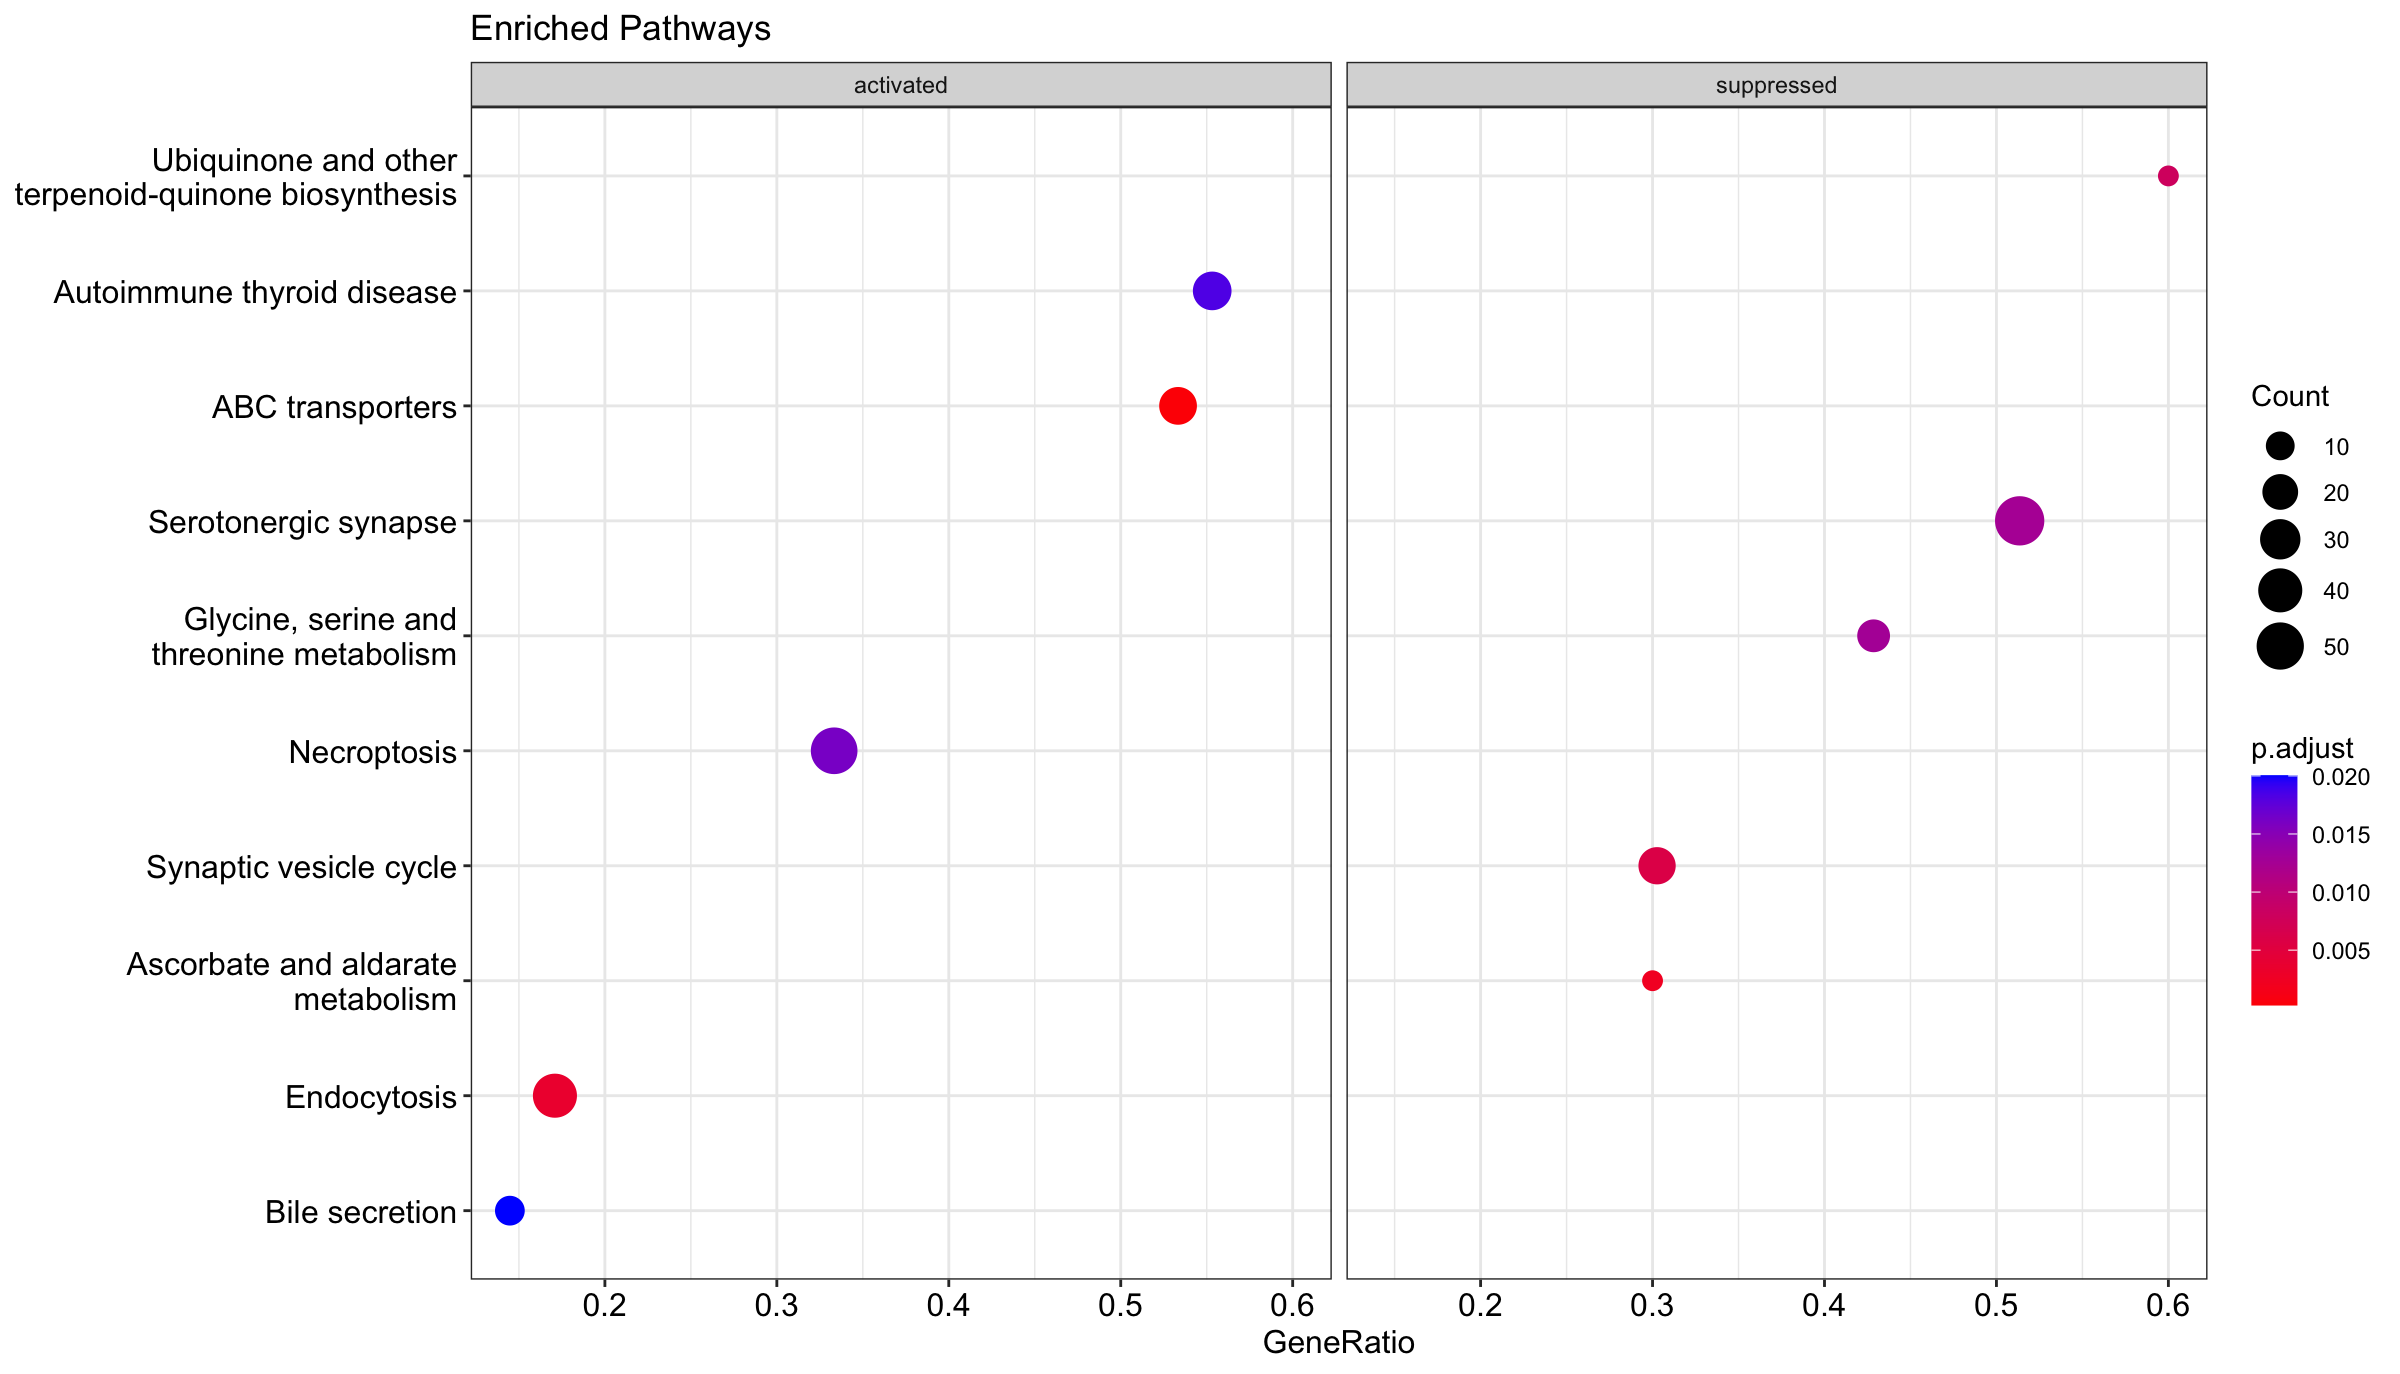 Enriched Pathways
activated
suppressed
Ubiquinone and other
terpenoid-quinone biosynthesis
Autoimmune thyroid disease
ABC transporters
Serotonergic synapse
Glycine, serine and
threonine metabolism
Necroptosis
Synaptic vesicle cycle
Ascorbate and aldarate
metabolism
Endocytosis
Bile secretion
0.2 0.3 0.4 0.5 0.6
0.2 0.3 0.4 0.5 0.6
GeneRatio
Count
10
20
30
40
50
p.adjust
0.020
0.015
0.010
0.005